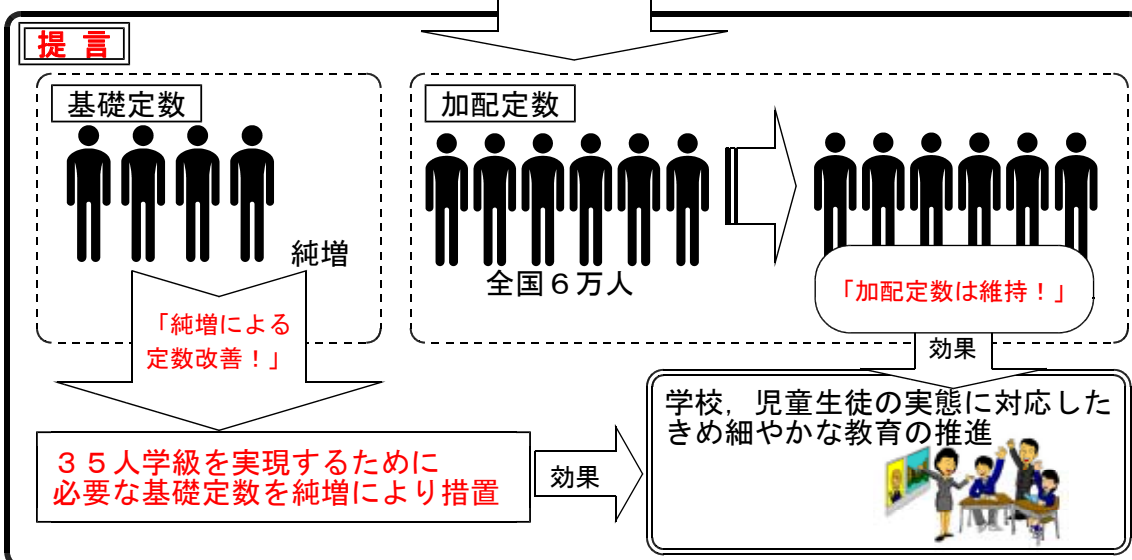 提 言
基礎定数
純増
「純増による
定数改善！」
加配定数
全国６万人
「加配定数は維持！」
効果
３５人学級を実現するために
必要な基礎定数を純増により措置
効果
学校，児童生徒の実態に対応した
きめ細やかな教育の推進